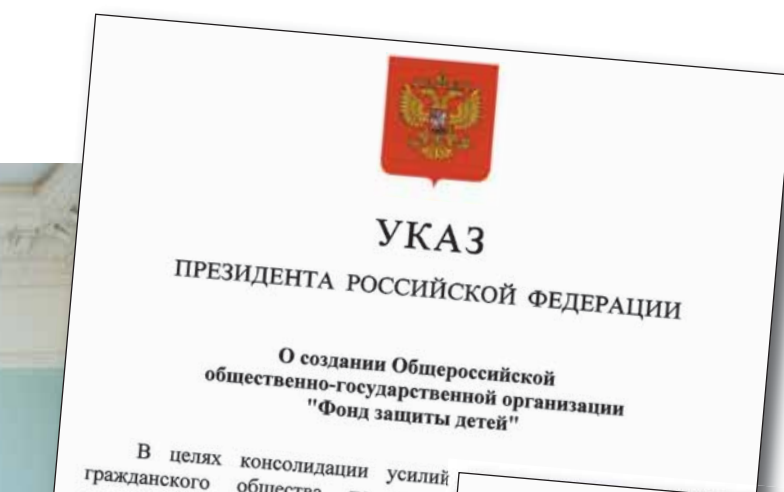 УКАЗ
ПРЕЗИДЕНТА РОССИЙСКОЙ ФЕДЕРАЦИИ
О создании Общероссийской
общественно-государственной организации
"Фонд защиты детей"
В целях консолидации усилий
гражданского общества